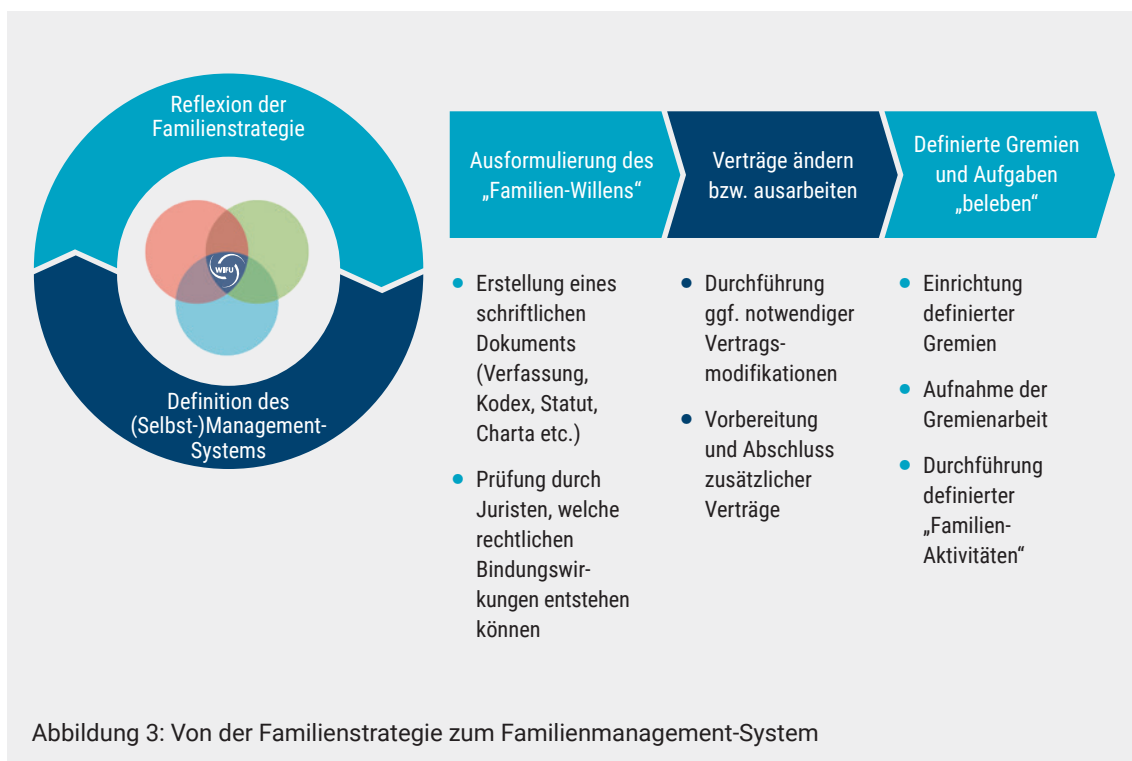 Reflexion der
Familienstrategie
WIFU
Definition des
(Selbst-)Management-
Systems
Ausformulierung des
„Familien-Willens“
Verträge ändern
bzw. ausarbeiten
Definierte Gremien
und Aufgaben
„beleben“
• Erstellung eines
schriftlichen
Dokuments
(Verfassung,
Kodex, Statut,
Charta etc.)
• Prüfung durch
Juristen, welche
rechtlichen
Bindungswir-
kungen entstehen
können
• Durchführung
ggf. notwendiger
Vertrags-
modifikationen
• Vorbereitung
und Abschluss
zusätzlicher
Verträge
• Einrichtung
definierter
Gremien
• Aufnahme der
Gremienarbeit
• Durchführung
definierter
„Familien-
Aktivitäten“
Abbildung 3: Von der Familienstrategie zum Familienmanagement-System